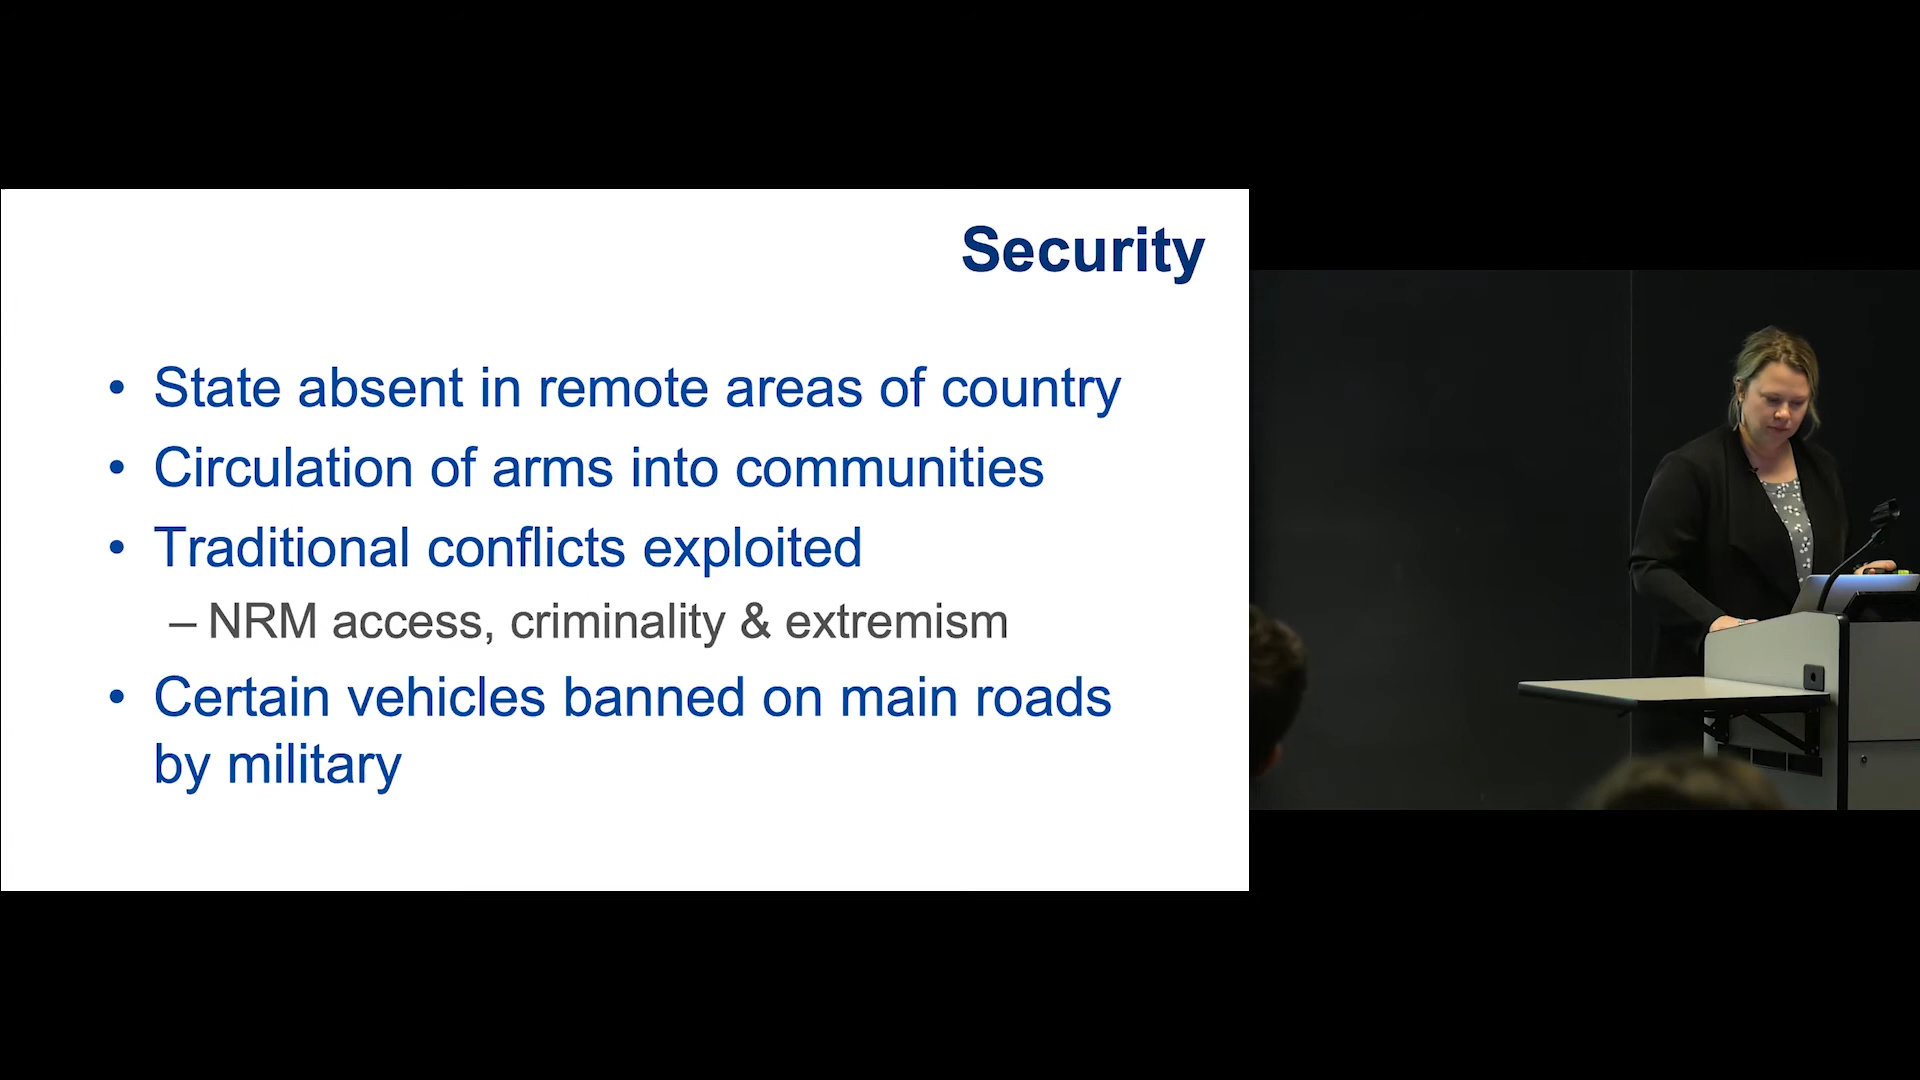 Security
• State absent in remote areas of country
• Circulation of arms into communities
• Traditional conflicts exploited
– NRM access, criminality & extremism
• Certain vehicles banned on main roads
by military